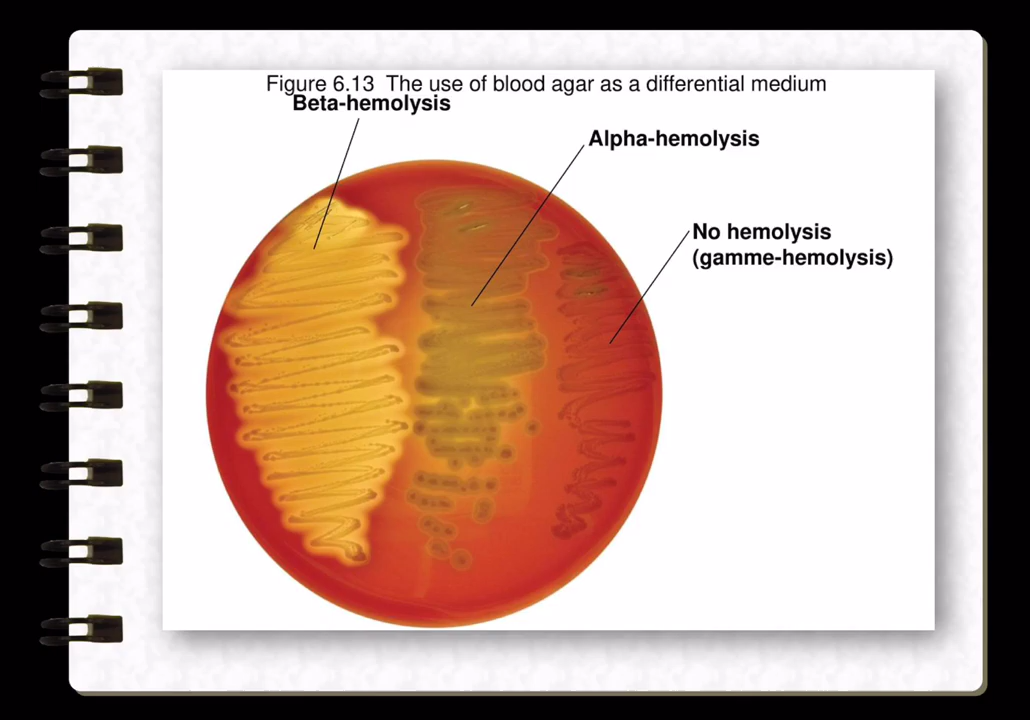 Figure 6.13 The use of blood agar as a differential medium
Beta-hemolysis
Alpha-hemolysis
No hemolysis
(gamme-hemolysis)